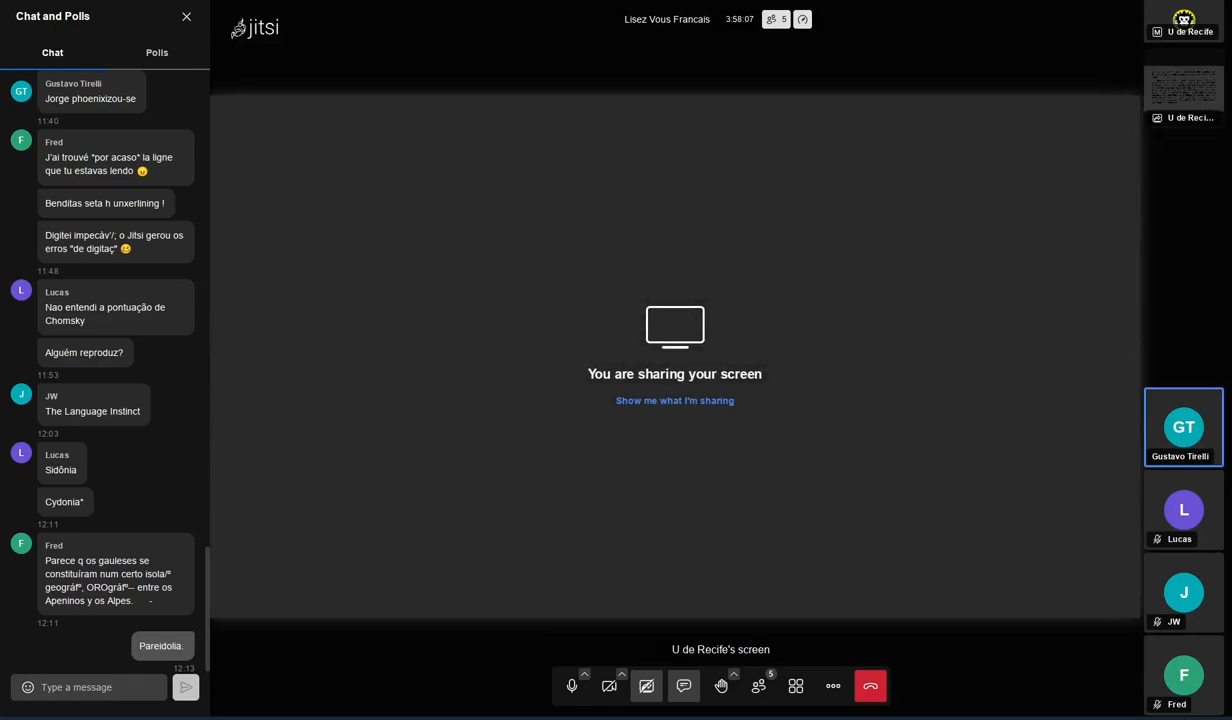 Chat and Polls
Chat
Polls
GT
Gustavo Tirelli
Jorge phoenixizou-se
11:40
F
Fred
J'ai trouvé "por acaso" la ligne
que tu estavas lendo 😠
Benditas seta h unxerlining !
Digitei impecàv'/; o Jitsi gerou os
erros "de digitaç" 🥴
11:48
L
Lucas
Nao entendi a pontuação de
Chomsky
Alguém reproduz?
11:53
J
JW
The Language Instinct
12:03
L
Lucas
Sidônia
Cydonia*
12:11
F
Fred
Parece q os gauleses se
constituíram num certo isola/º
geográfº, OROgráfº-- entre os
Apeninos y os Alpes. -
12:11
Pareidolia.
12:13
Type a message
jitsi
Lisez Vous Francais
3:58:07
5
You are sharing your screen
Show me what I'm sharing
U de Recife's screen
5
M U de Recife
U de Reci...
GT
Gustavo Tirelli
L
Lucas
J
JW
F
Fred